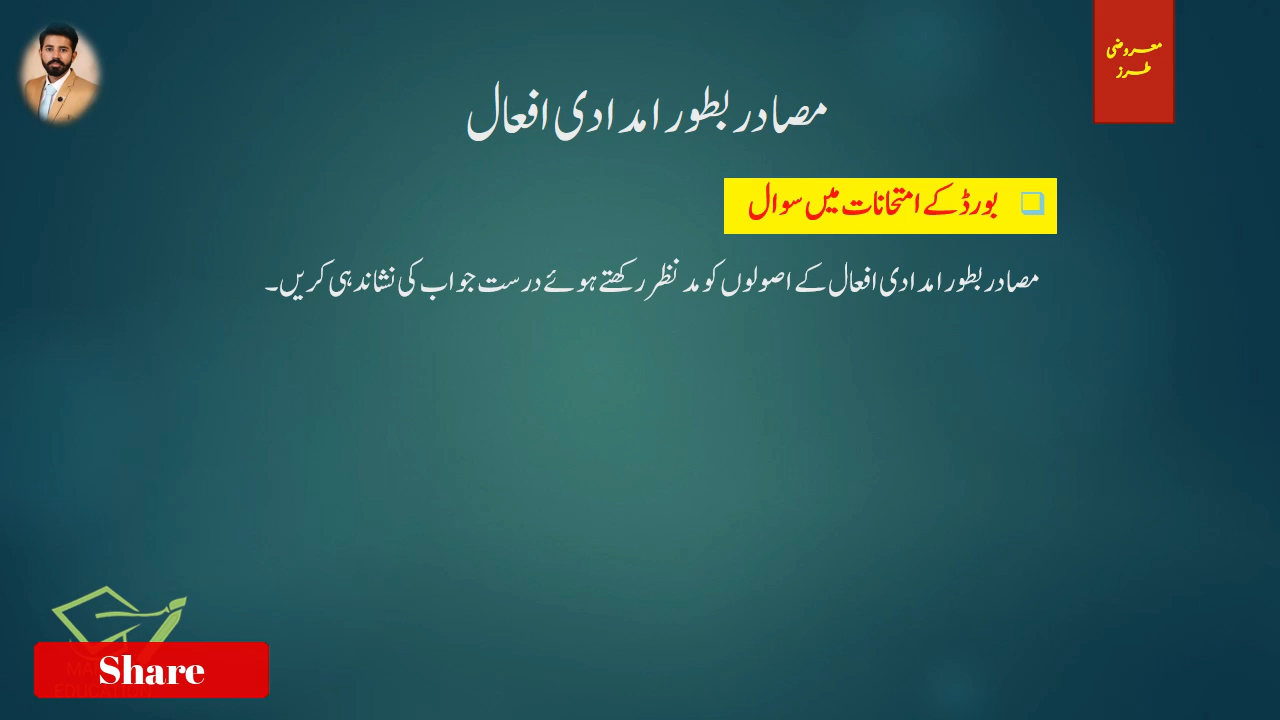 معروضی
طرز
مصادر بطور امدادی افعال
بورڈ کے امتحانات میں سوال
مصادر بطور امدادی افعال کے اصولوں کو مد نظر رکھتے ہوئے درست جواب کی نشاندہی کریں۔
Share
EDUCATION